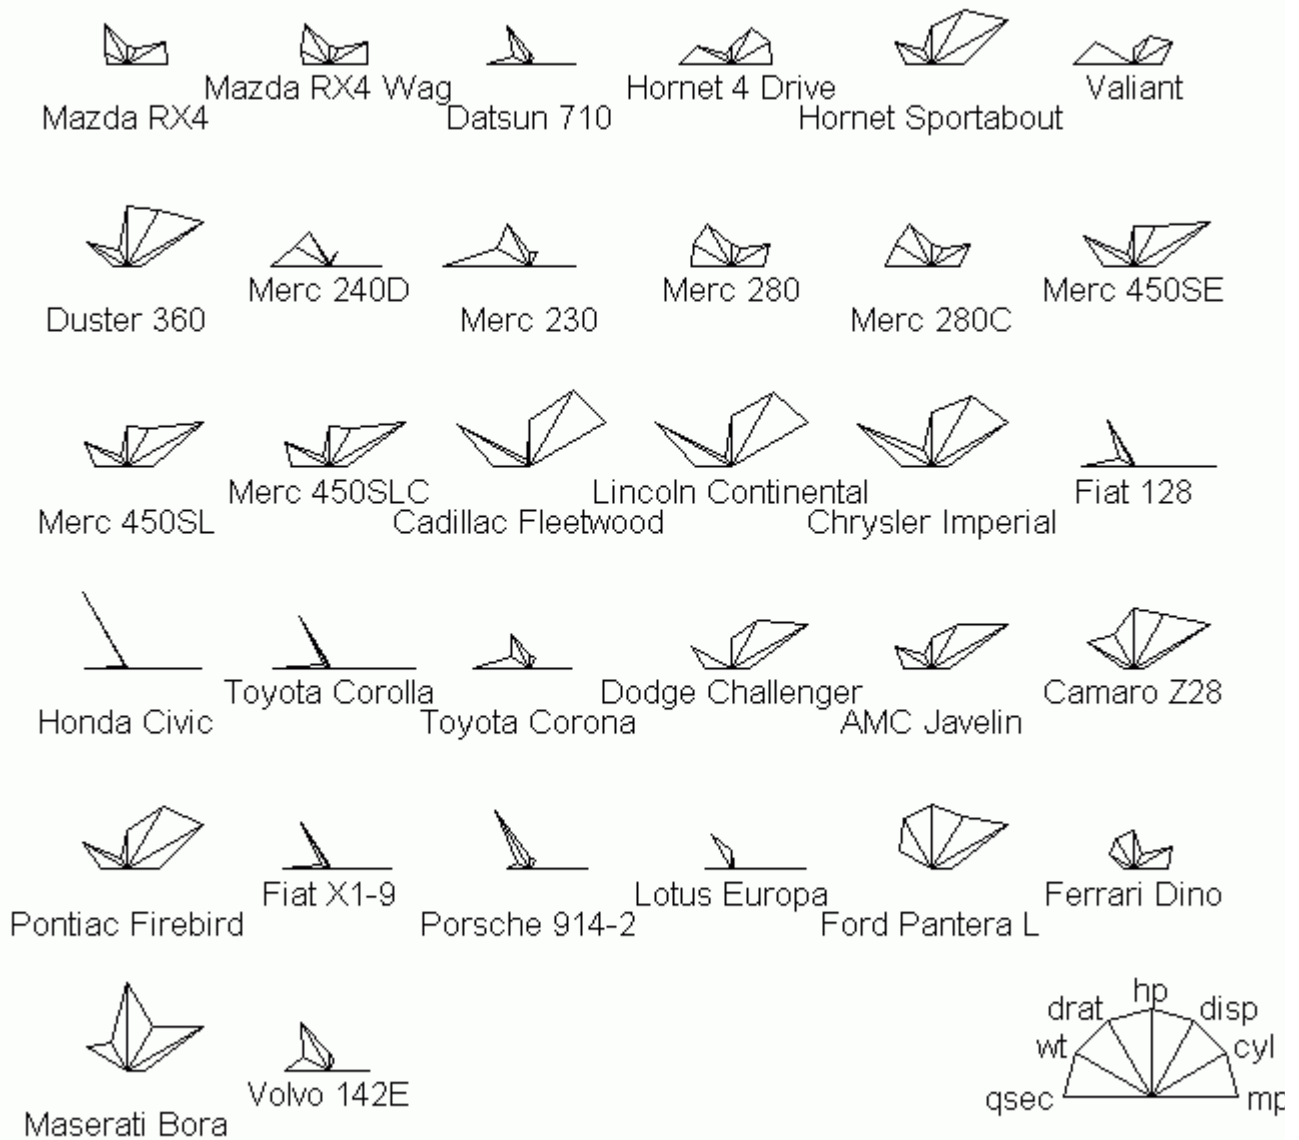 Mazda RX4
Mazda RX4 Wag
Datsun 710
Hornet 4 Drive
Hornet Sportabout
Valiant
Duster 360
Merc 240D
Merc 230
Merc 280
Merc 280C
Merc 450SE
Merc 450SL
Merc 450SLC
Cadillac Fleetwood
Lincoln Continental
Chrysler Imperial
Fiat 128
Honda Civic
Toyota Corolla
Toyota Corona
Dodge Challenger
AMC Javelin
Camaro Z28
Pontiac Firebird
Fiat X1-9
Porsche 914-2
Lotus Europa
Ford Pantera L
Ferrari Dino
Maserati Bora
Volvo 142E
hp
drat
disp
wt
cyl
qsec
mp